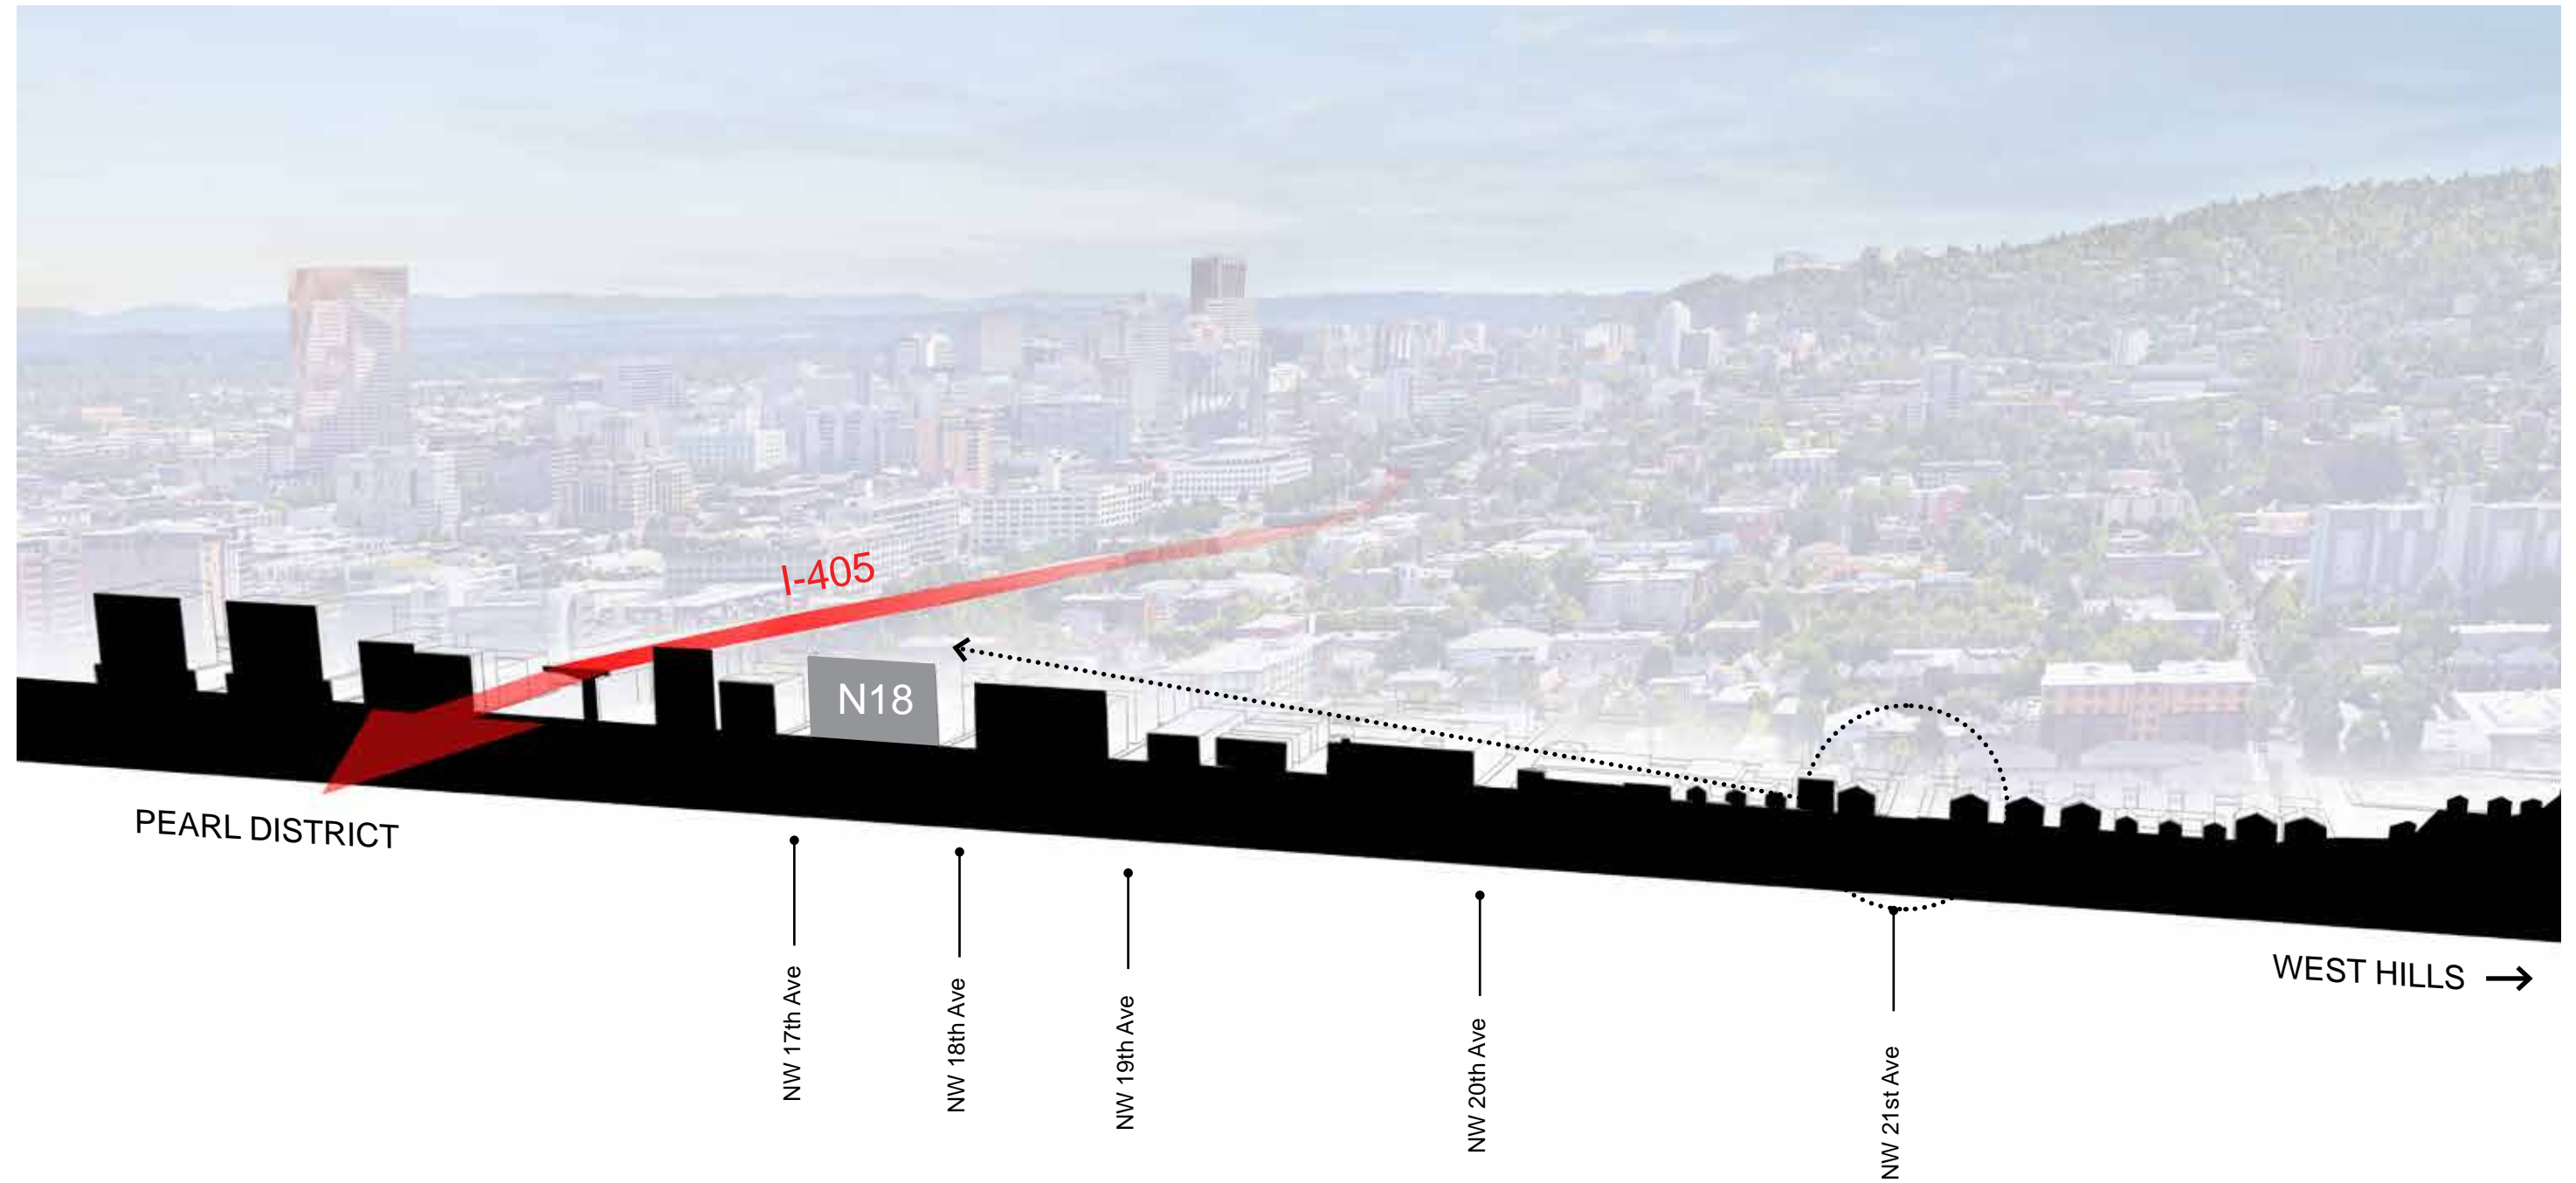 I-405
N18
PEARL DISTRICT
WEST HILLS
NW 17th Ave
NW 18th Ave
NW 19th Ave
NW 20th Ave
NW 21st Ave